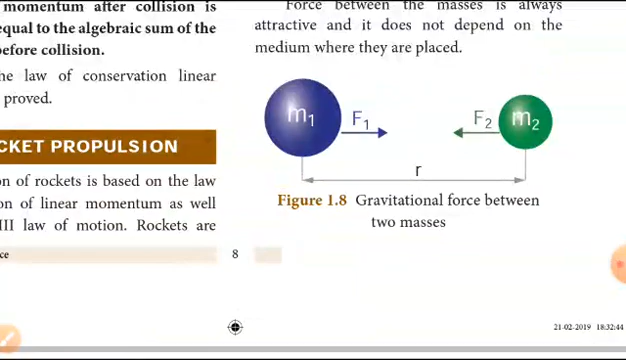 momentum after collision is
equal to the algebraic sum of the
before collision.
he law of conservation linear
proved.
CKET PROPULSION
on of rockets is based on the law
on of linear momentum as well
III law of motion. Rockets are
ce
Force between the masses is always
attractive and it does not depend on the
medium where they are placed.
m1 F1 F2 m2
r
Figure 1.8 Gravitational force between
two masses
8
21-02-2019 18:32:44